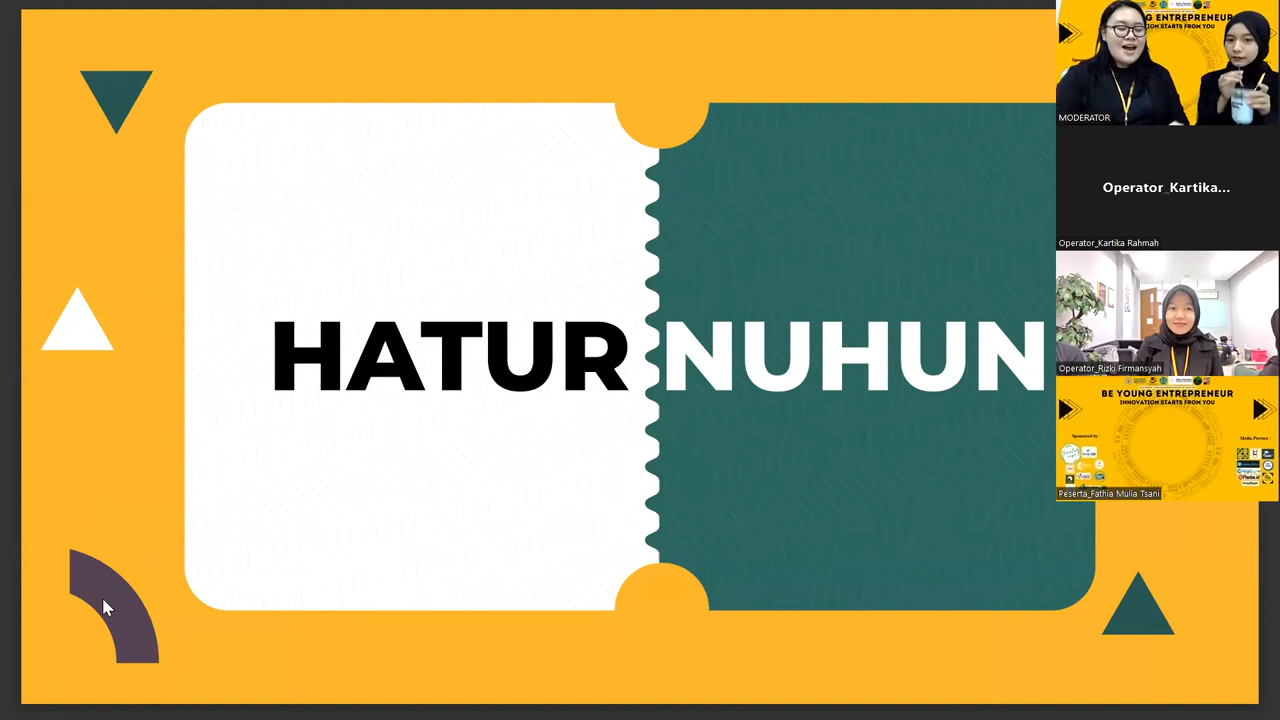 HATUR NUHUN
G ENTREPRENEUR
ION STARTS FROM YOU
MODERATOR
Operator_Kartika...
Operator_Kartika Rahmah
Operator_Rizki Firmansyah
BE YOUNG ENTREPRENEUR
INNOVATION STARTS FROM YOU
Sponsored by :
Media Partner :
Peserta_Fathia Mulia Tsani